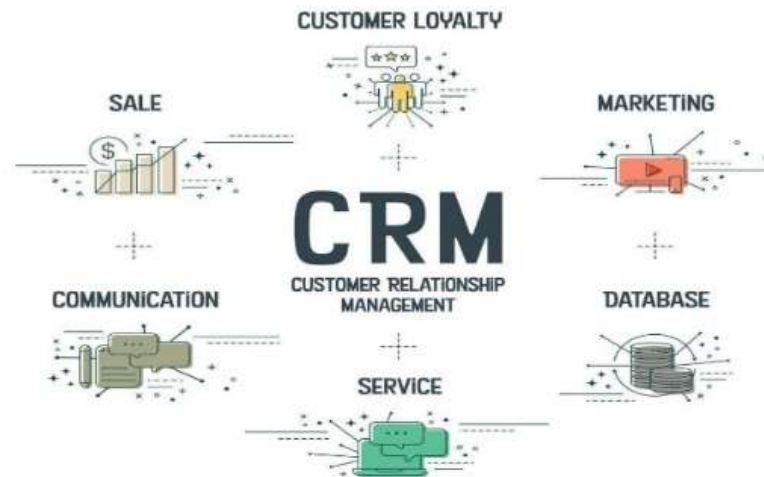 CUSTOMER LOYALTY
SALE
MARKETING
$
CRM
CUSTOMER RELATIONSHIP
MANAGEMENT
COMMUNICATION
DATABASE
SERVICE